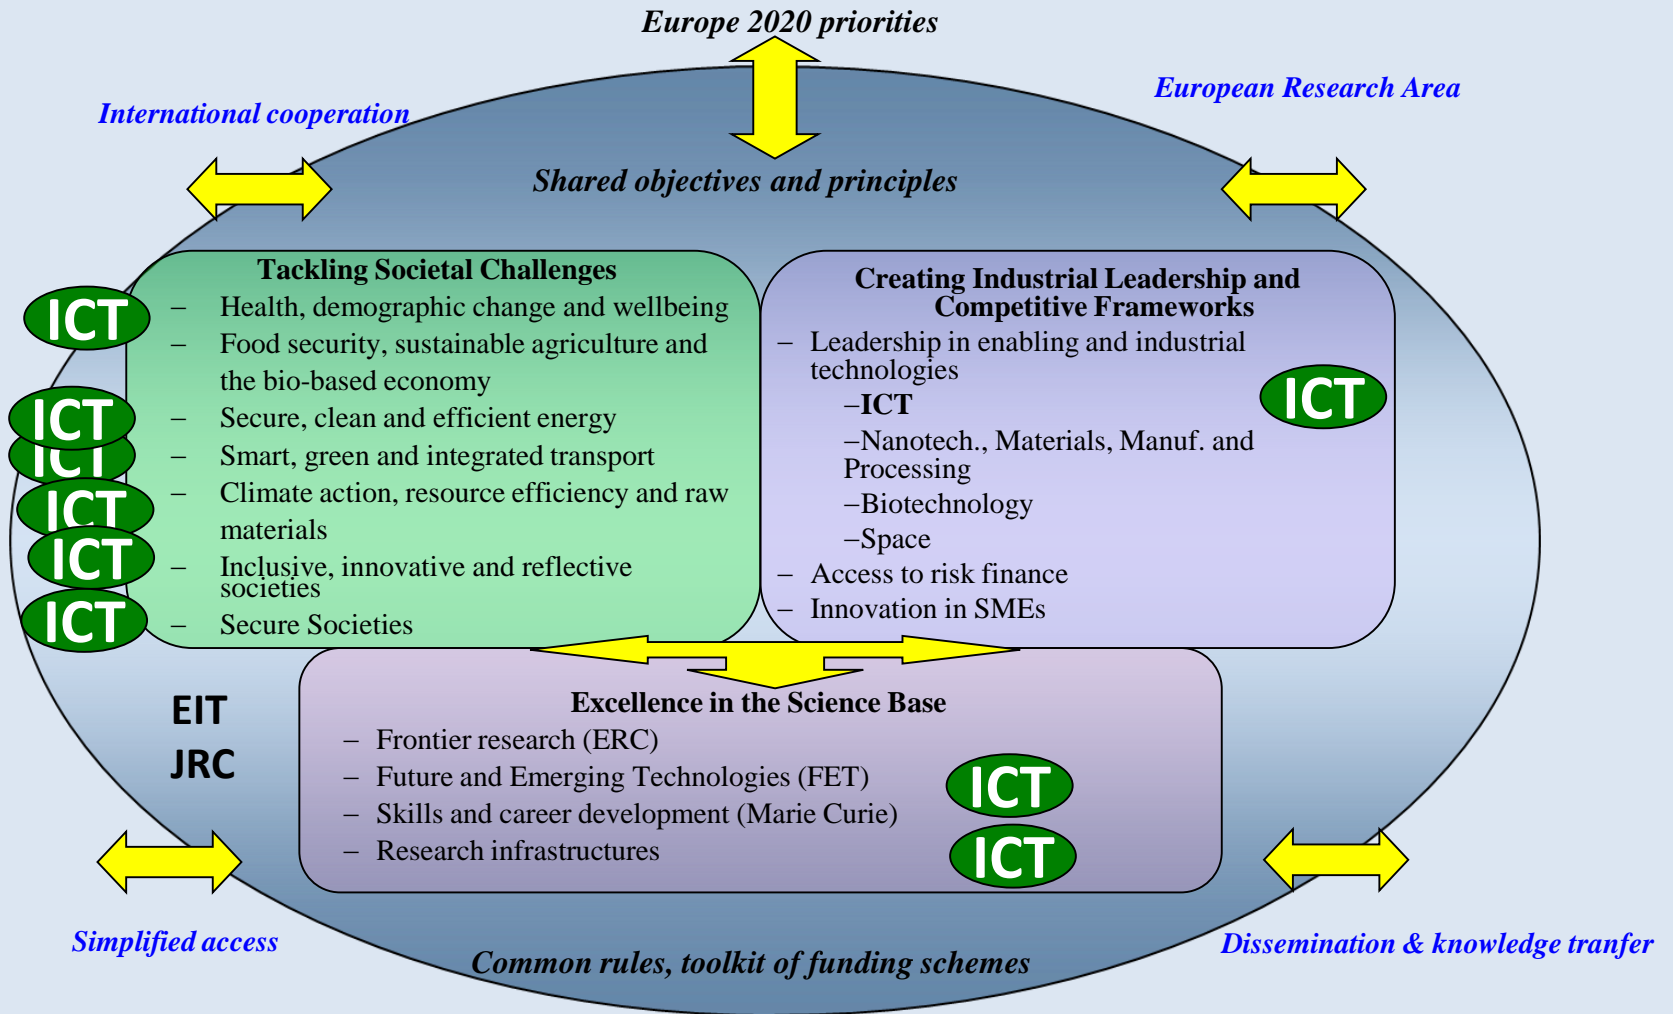 Europe 2020 priorities
International cooperation
European Research Area
Shared objectives and principles
Tackling Societal Challenges
– Health, demographic change and wellbeing
– Food security, sustainable agriculture and
the bio-based economy
– Secure, clean and efficient energy
– Smart, green and integrated transport
– Climate action, resource efficiency and raw
materials
– Inclusive, innovative and reflective
societies
– Secure Societies
ICT
ICT
ICT
ICT
ICT
ICT
Creating Industrial Leadership and
Competitive Frameworks
– Leadership in enabling and industrial
technologies
–ICT
–Nanotech., Materials, Manuf. and
Processing
–Biotechnology
–Space
– Access to risk finance
– Innovation in SMEs
ICT
EIT
JRC
Excellence in the Science Base
– Frontier research (ERC)
– Future and Emerging Technologies (FET)
– Skills and career development (Marie Curie)
– Research infrastructures
ICT
ICT
Simplified access
Common rules, toolkit of funding schemes
Dissemination & knowledge tranfer